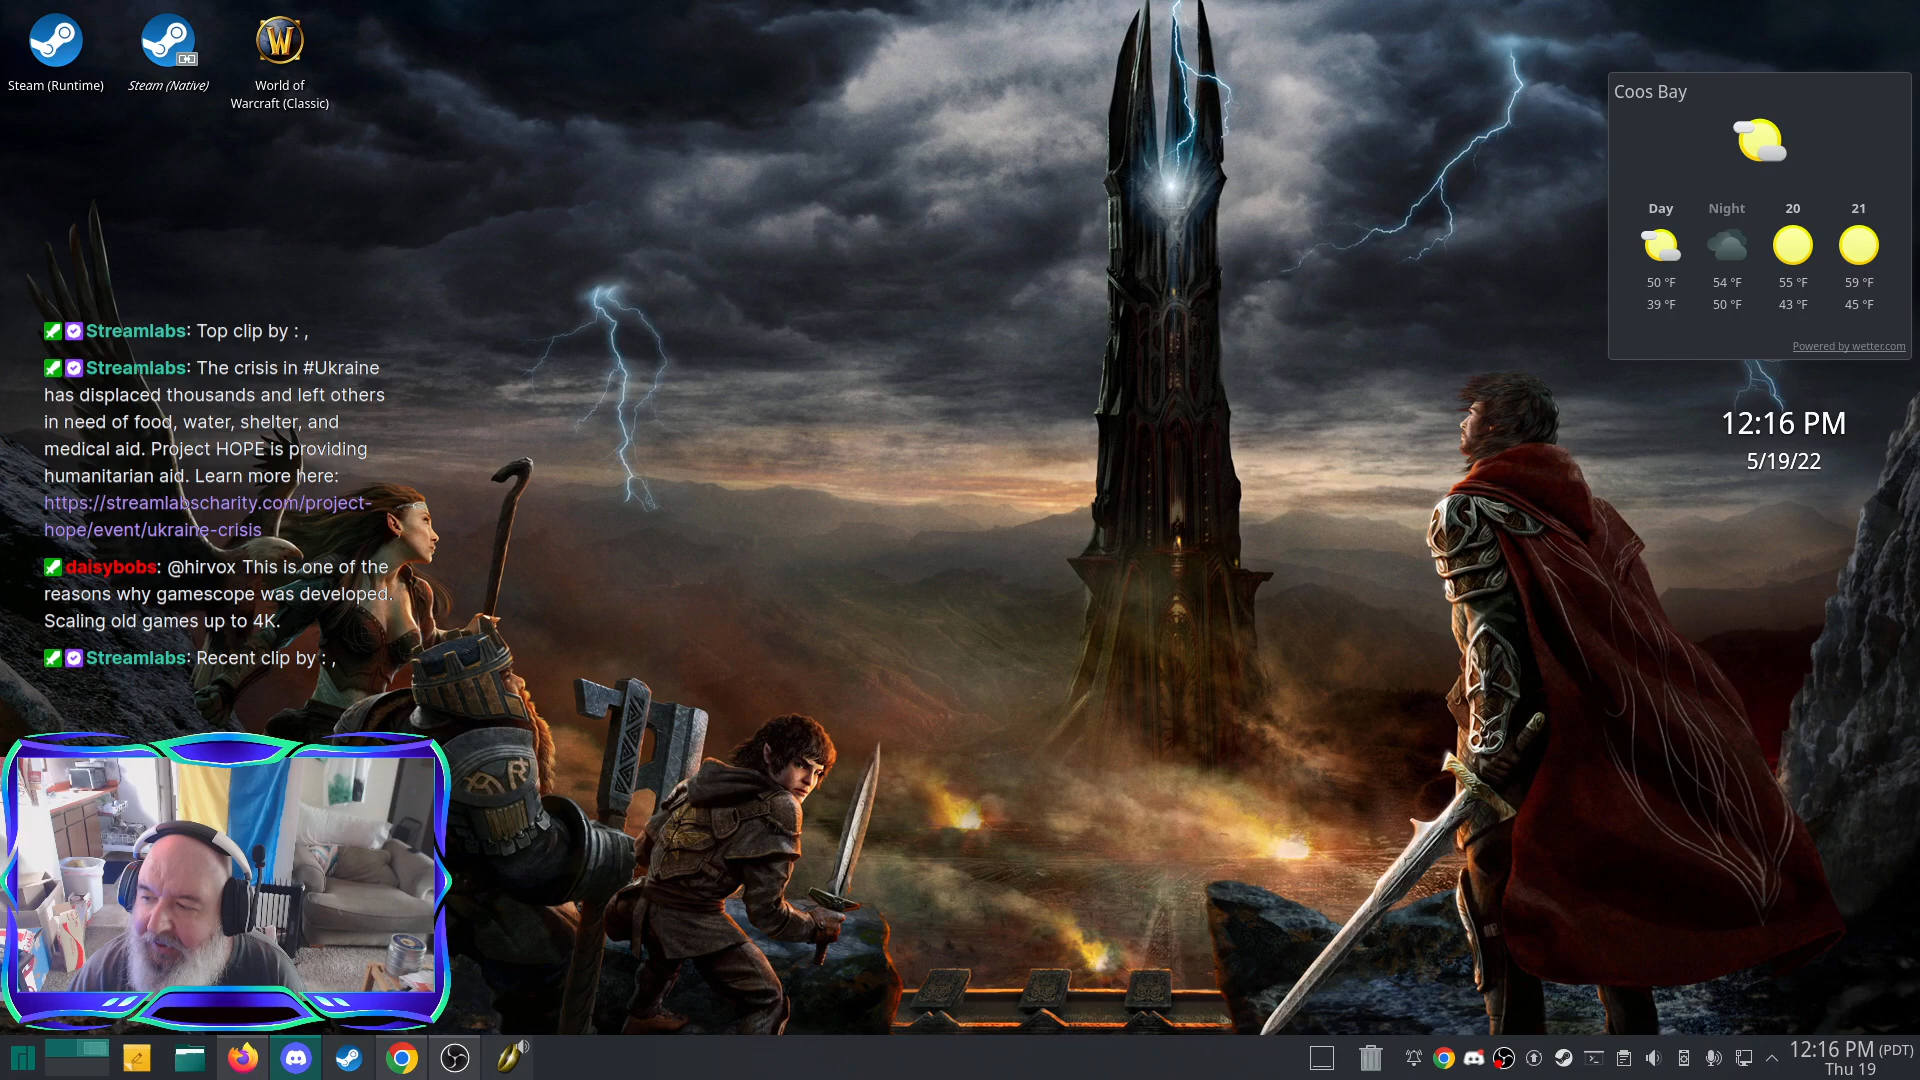 Steam (Runtime)
Steam (Native)
World of
Warcraft (Classic)
Coos Bay
Day Night 20 21
50 °F 54 °F 55 °F 59 °F
39 °F 50 °F 43 °F 45 °F
Powered by wetter.com
12:16 PM
5/19/22
Streamlabs: Top clip by : ,
Streamlabs: The crisis in #Ukraine
has displaced thousands and left others
in need of food, water, shelter, and
medical aid. Project HOPE is providing
humanitarian aid. Learn more here:
https://streamlabscharity.com/project-
hope/event/ukraine-crisis
daisybobs: @hirvox This is one of the
reasons why gamescope was developed.
Scaling old games up to 4K.
Streamlabs: Recent clip by : ,
12:16 PM (PDT)
Thu 19